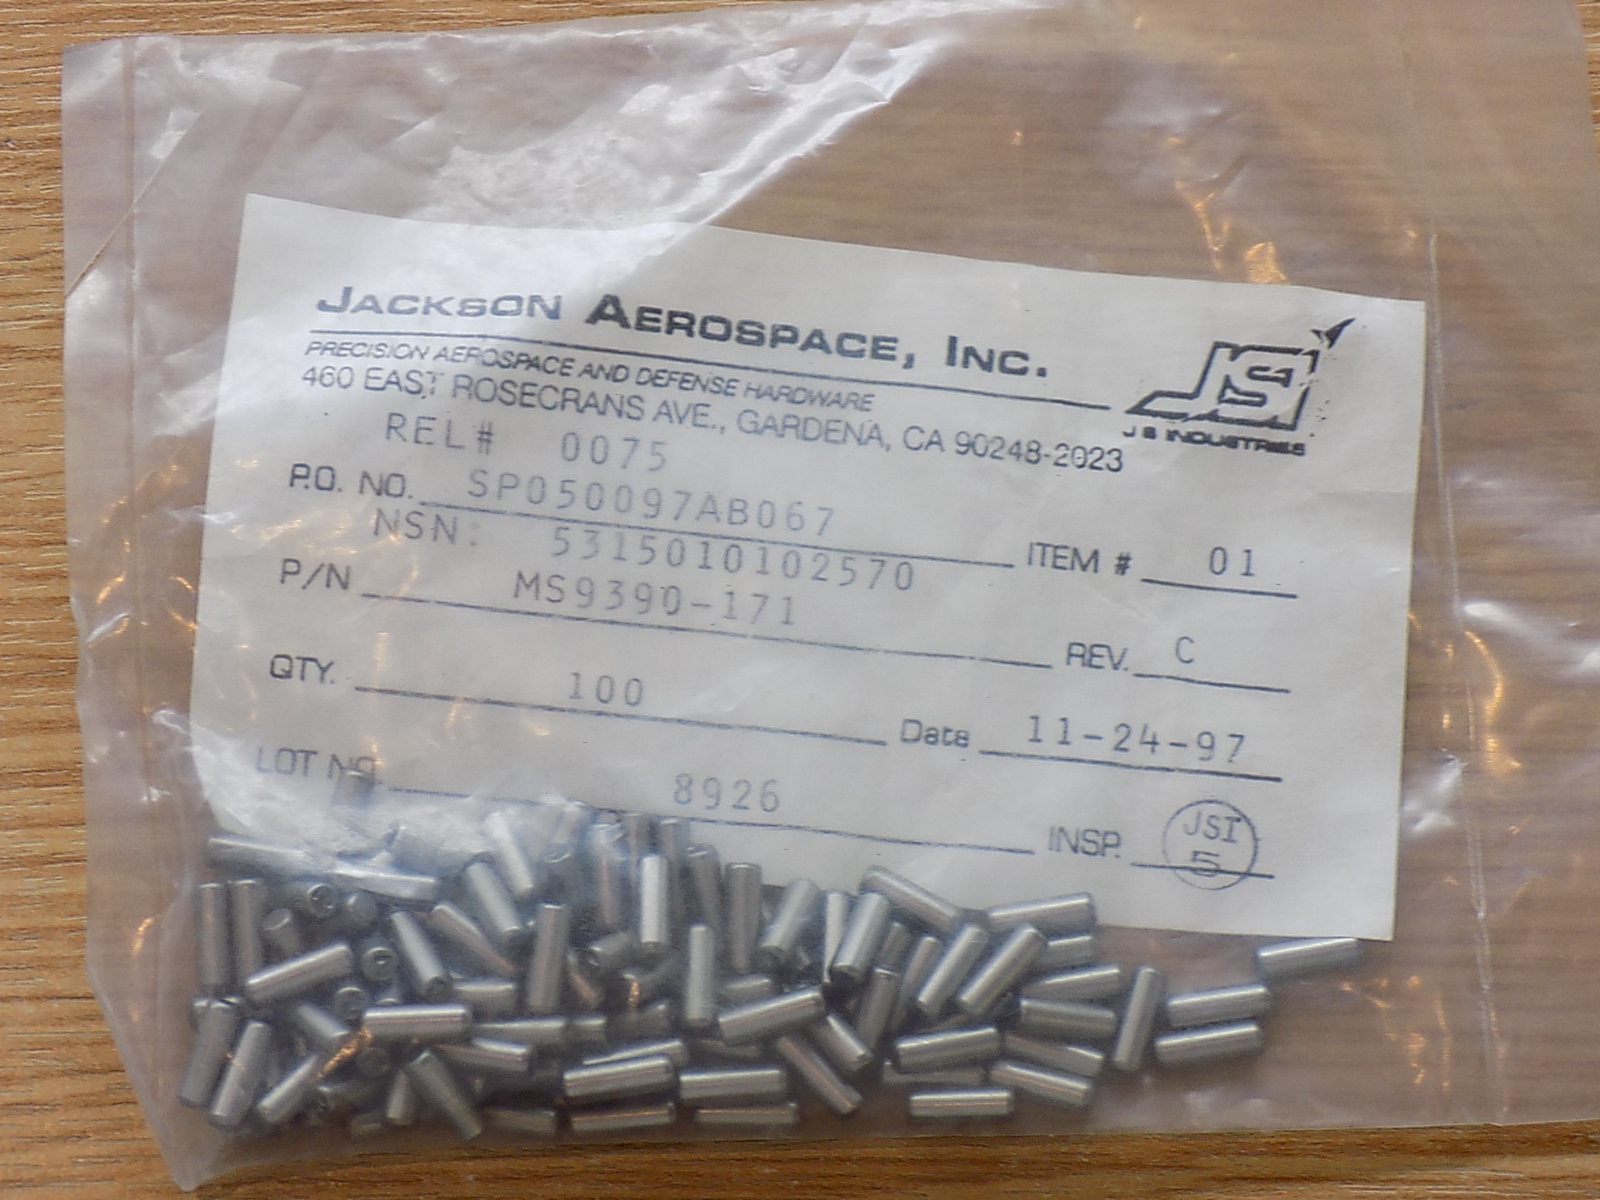 JACKSON AEROSPACE, INC.
JSI
J S INDUSTRIES
PRECISION AEROSPACE AND DEFENSE HARDWARE
460 EAST ROSECRANS AVE., GARDENA, CA 90248-2023
REL# 0075
P.O. NO. SP050097AB067 ITEM # 01
NSN: 5315010102570
P/N MS9390-171 REV. C
QTY. 100 Date 11-24-97
LOT NO. 8926 INSP. JSI 5